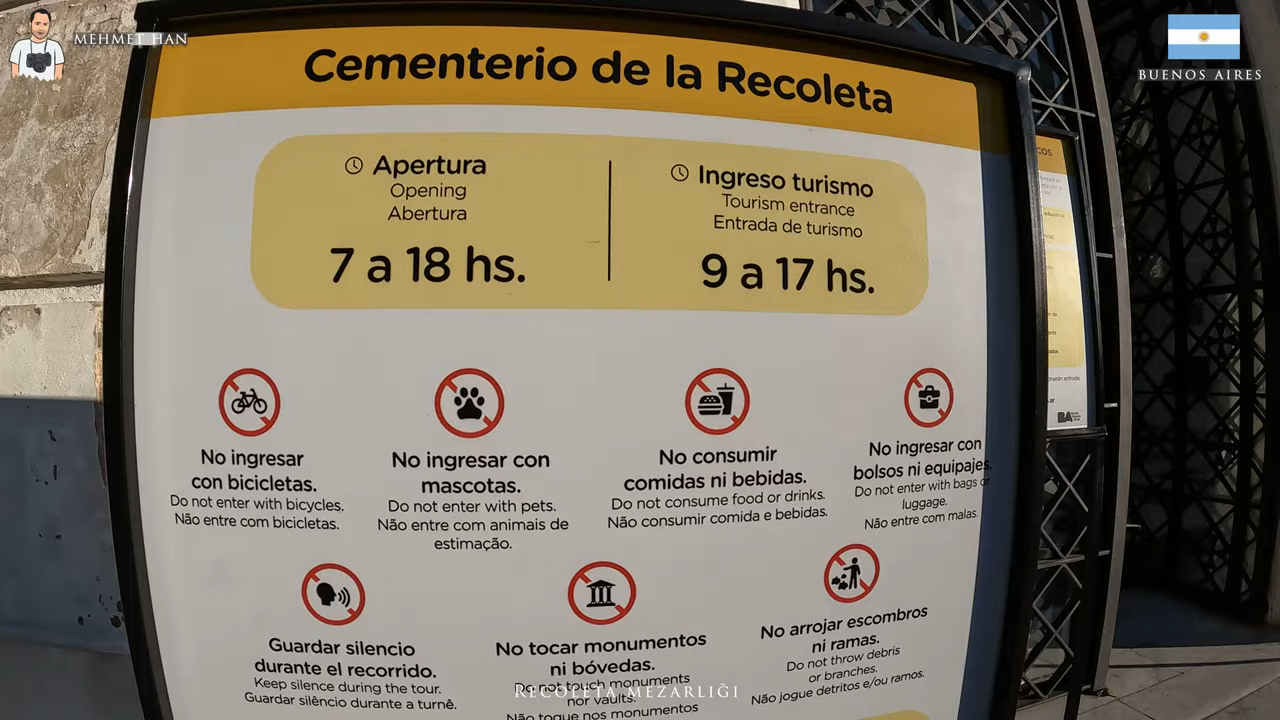 MEHMET HAN
BUENOS AIRES
Cementerio de la Recoleta
Apertura
Opening
Abertura
7 a 18 hs.
Ingreso turismo
Tourism entrance
Entrada de turismo
9 a 17 hs.
No ingresar
con bicicletas.
Do not enter with bicycles.
Não entre com bicicletas.
No ingresar con
mascotas.
Do not enter with pets.
Não entre com animais de
estimação.
No consumir
comidas ni bebidas.
Do not consume food or drinks.
Não consumir comida e bebidas.
No ingresar con
bolsos ni equipajes.
Do not enter with bags or
luggage.
Não entre com malas.
Guardar silencio
durante el recorrido.
Keep silence during the tour.
Guardar silêncio durante a turnê.
No tocar monumentos
ni bóvedas.
Do not touch monuments
nor vaults.
Não toque nos monumentos
No arrojar escombros
ni ramas.
Do not throw debris
or branches.
Não jogue detritos e/ou ramos.
RECOLETA MEZARLIĞI
BA